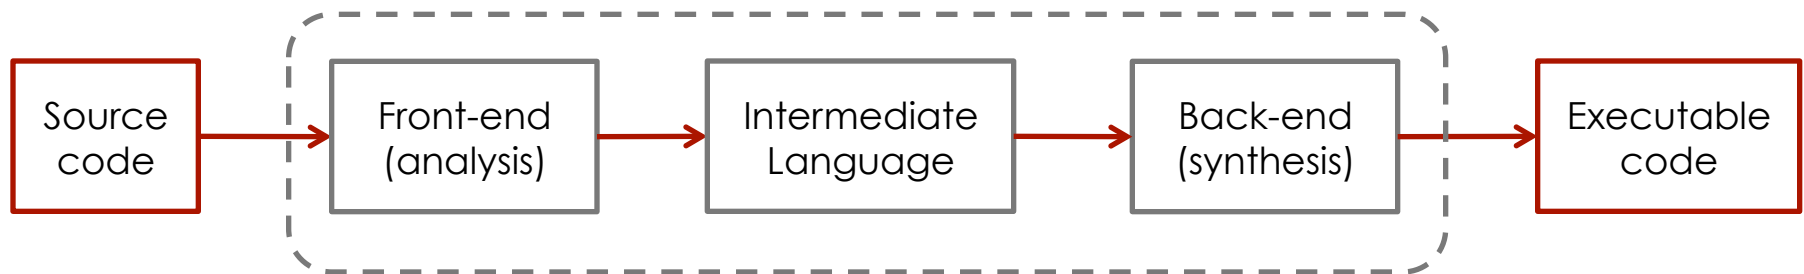 Source
code
Front-end
(analysis)
Intermediate
Language
Back-end
(synthesis)
Executable
code